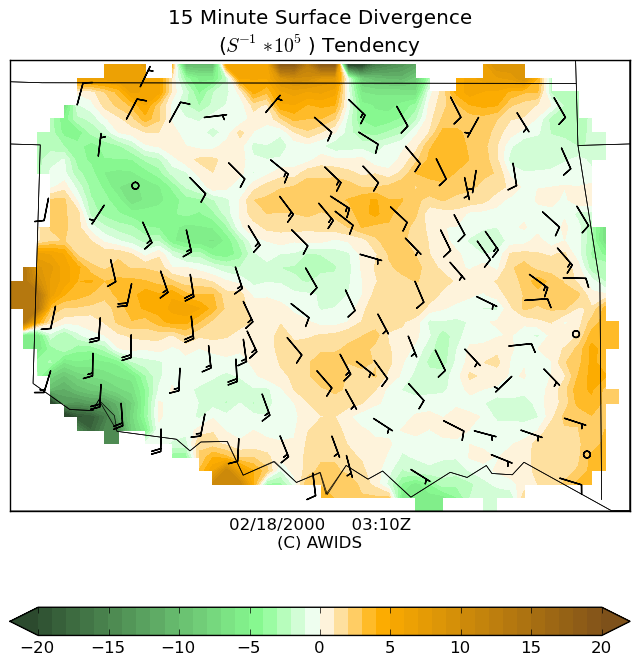 15 Minute Surface Divergence
(S⁻¹ * 10⁵ ) Tendency
02/18/2000 03:10Z
(C) AWIDS
−20 −15 −10 −5 0 5 10 15 20